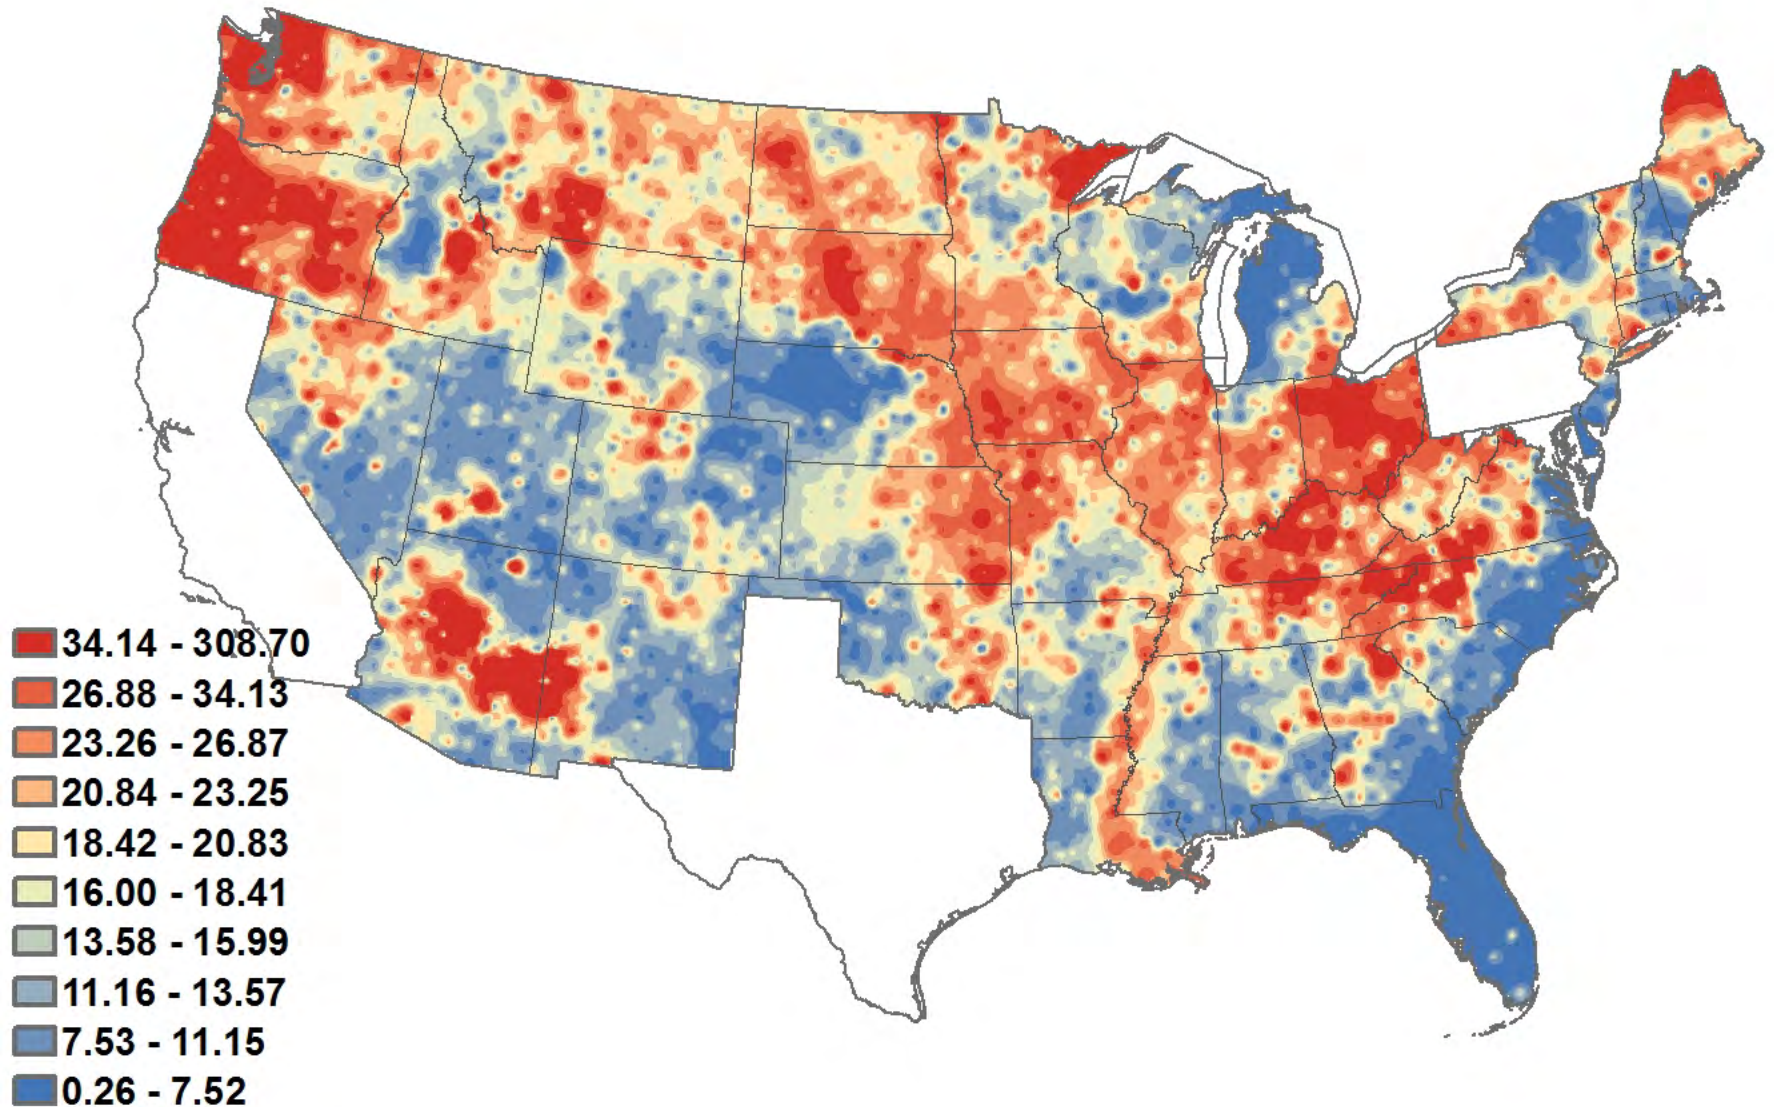 34.14 - 308.70
26.88 - 34.13
23.26 - 26.87
20.84 - 23.25
18.42 - 20.83
16.00 - 18.41
13.58 - 15.99
11.16 - 13.57
7.53 - 11.15
0.26 - 7.52